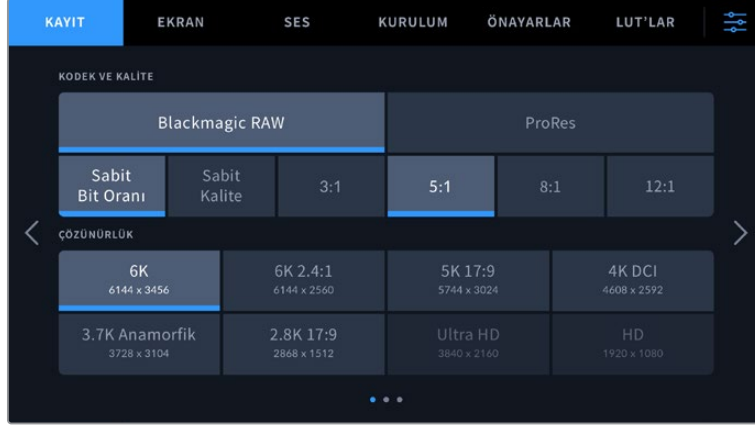 KAYIT EKRAN SES KURULUM ÖNAYARLAR LUT'LAR
KODEK VE KALİTE
Blackmagic RAW ProRes
Sabit Bit Oranı Sabit Kalite 3:1 5:1 8:1 12:1
ÇÖZÜNÜRLÜK
6K 6K 2.4:1 5K 17:9 4K DCI
6144 x 3456 6144 x 2560 5744 x 3024 4608 x 2592
3.7K Anamorfik 2.8K 17:9 Ultra HD HD
3728 x 3104 2868 x 1512 3840 x 2160 1920 x 1080